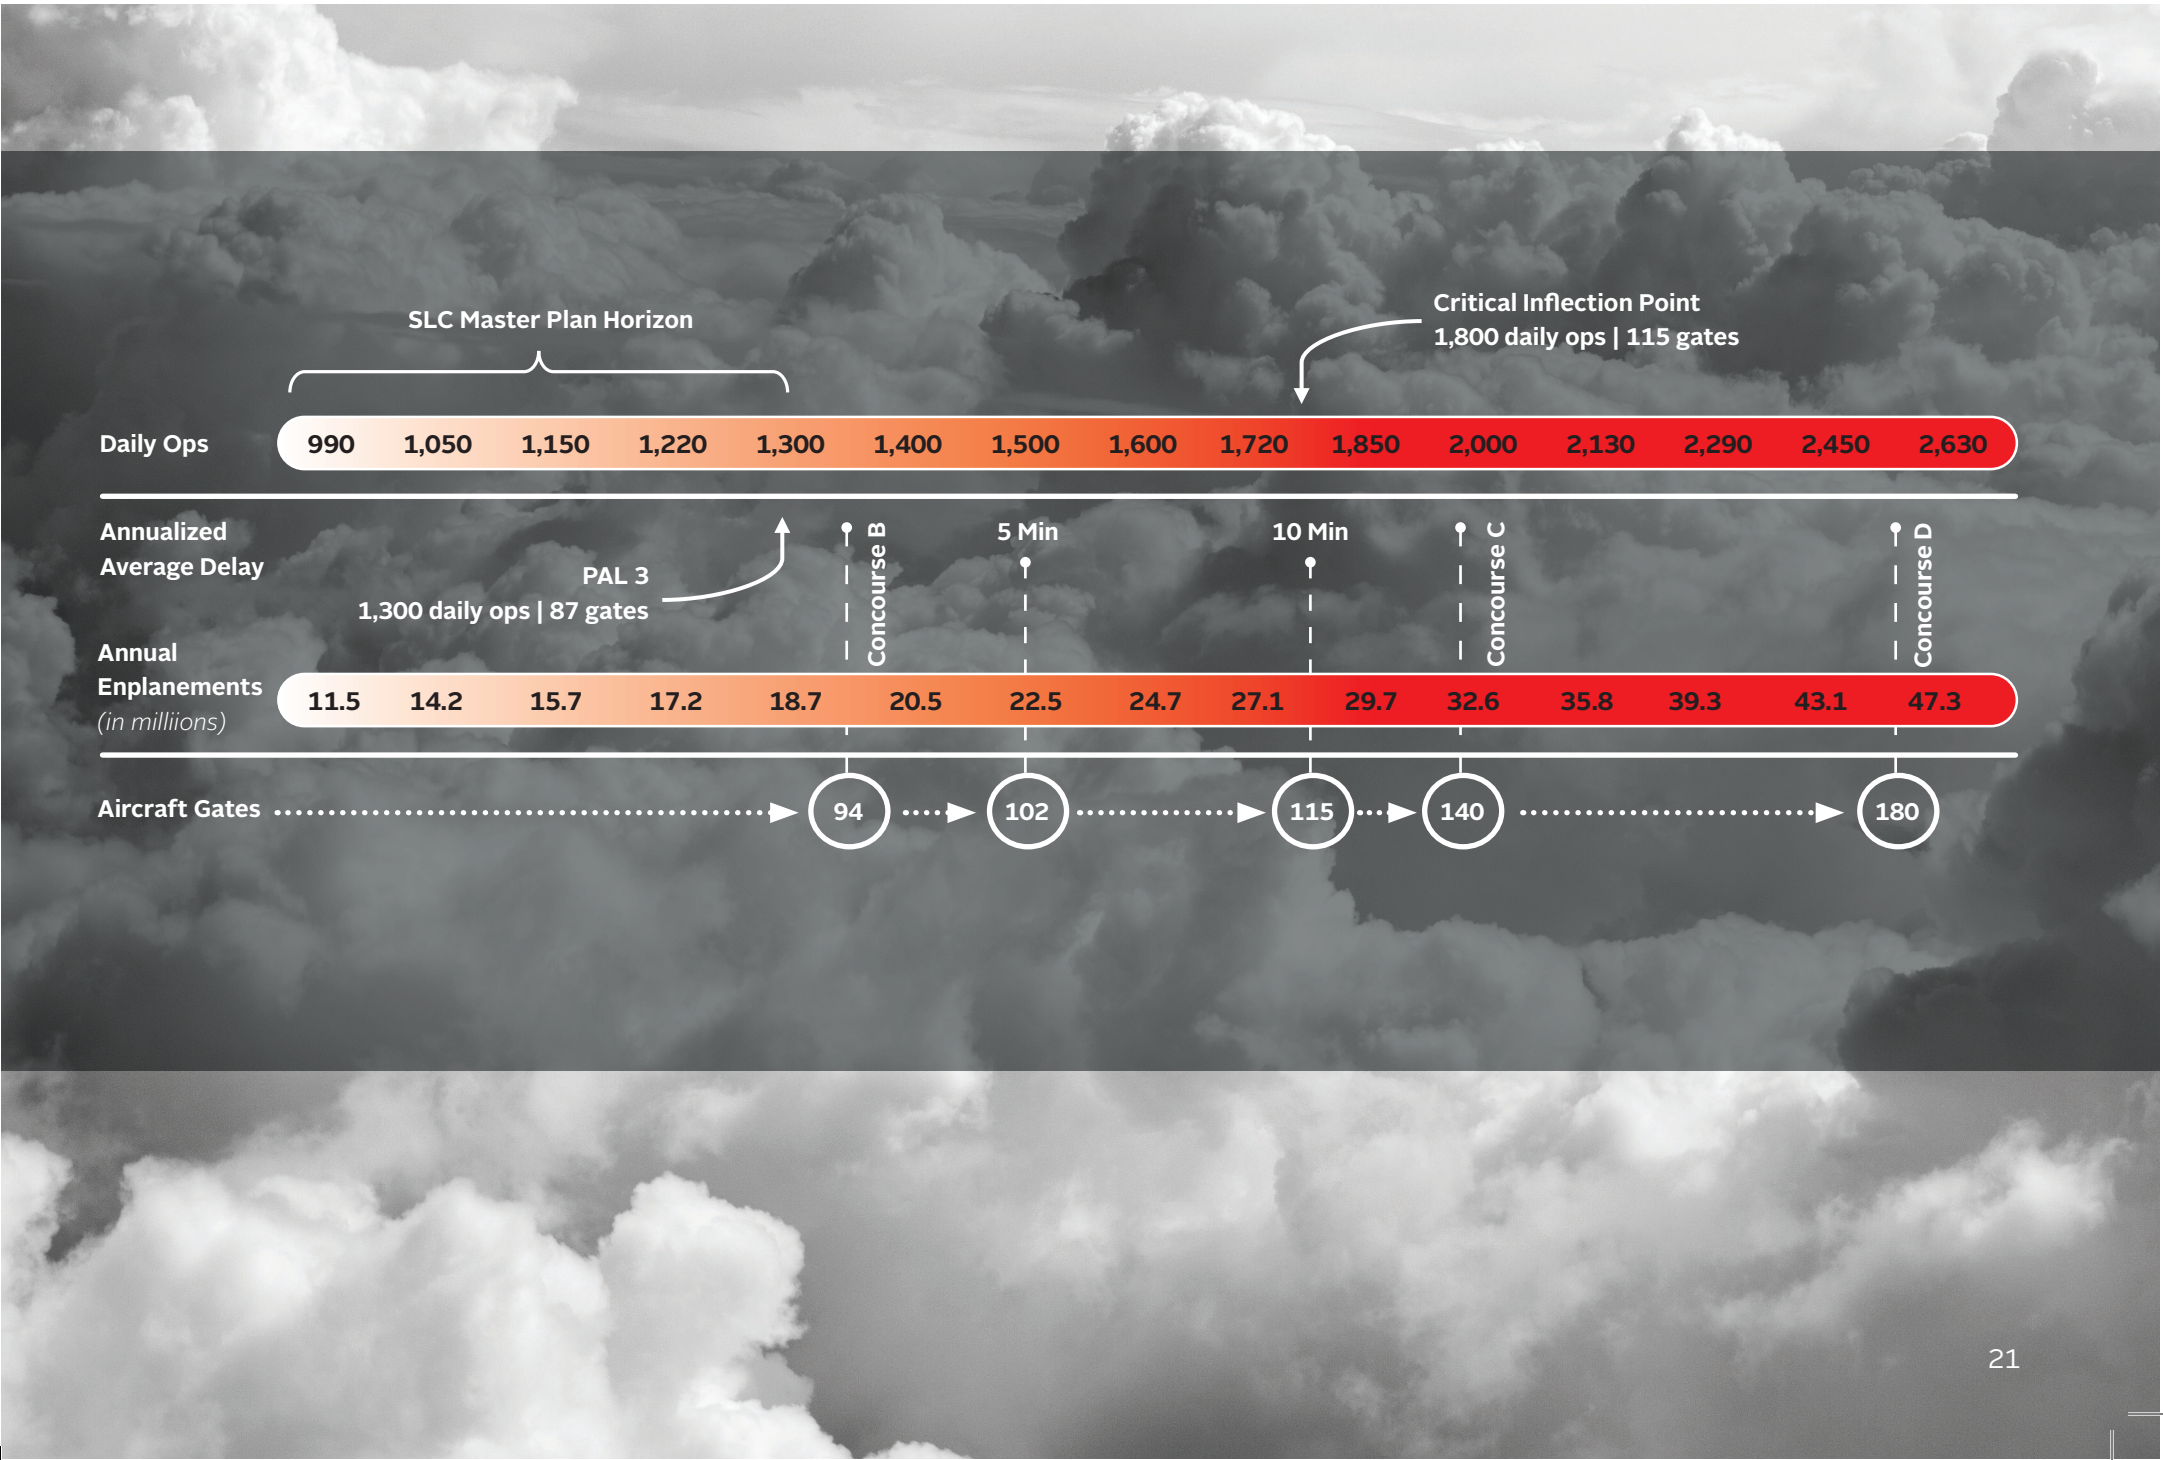 SLC Master Plan Horizon
Critical Inflection Point
1,800 daily ops | 115 gates
Daily Ops
990 1,050 1,150 1,220 1,300 1,400 1,500 1,600 1,720 1,850 2,000 2,130 2,290 2,450 2,630
Annualized
Average Delay
PAL 3
1,300 daily ops | 87 gates
Concourse B
5 Min
10 Min
Concourse C
Concourse D
Annual
Enplanements
(in milliions)
11.5 14.2 15.7 17.2 18.7 20.5 22.5 24.7 27.1 29.7 32.6 35.8 39.3 43.1 47.3
Aircraft Gates
94 102 115 140 180
21